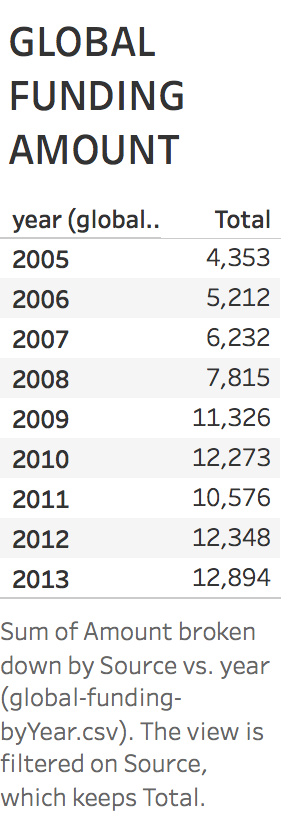 GLOBAL
FUNDING
AMOUNT
year (global.. Total
2005 4,353
2006 5,212
2007 6,232
2008 7,815
2009 11,326
2010 12,273
2011 10,576
2012 12,348
2013 12,894
Sum of Amount broken
down by Source vs. year
(global-funding-
byYear.csv). The view is
filtered on Source,
which keeps Total.